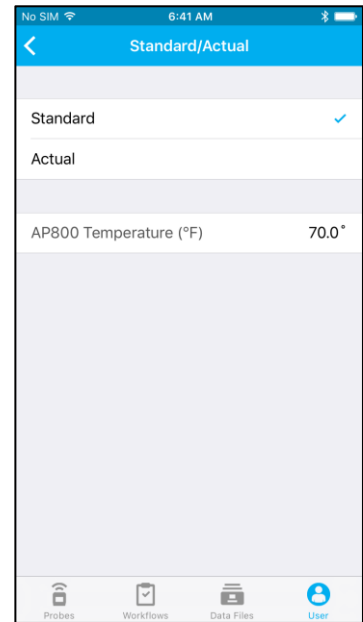 No SIM 6:41 AM
Standard/Actual
Standard
Actual
AP800 Temperature (°F) 70.0°
Probes Workflows Data Files User